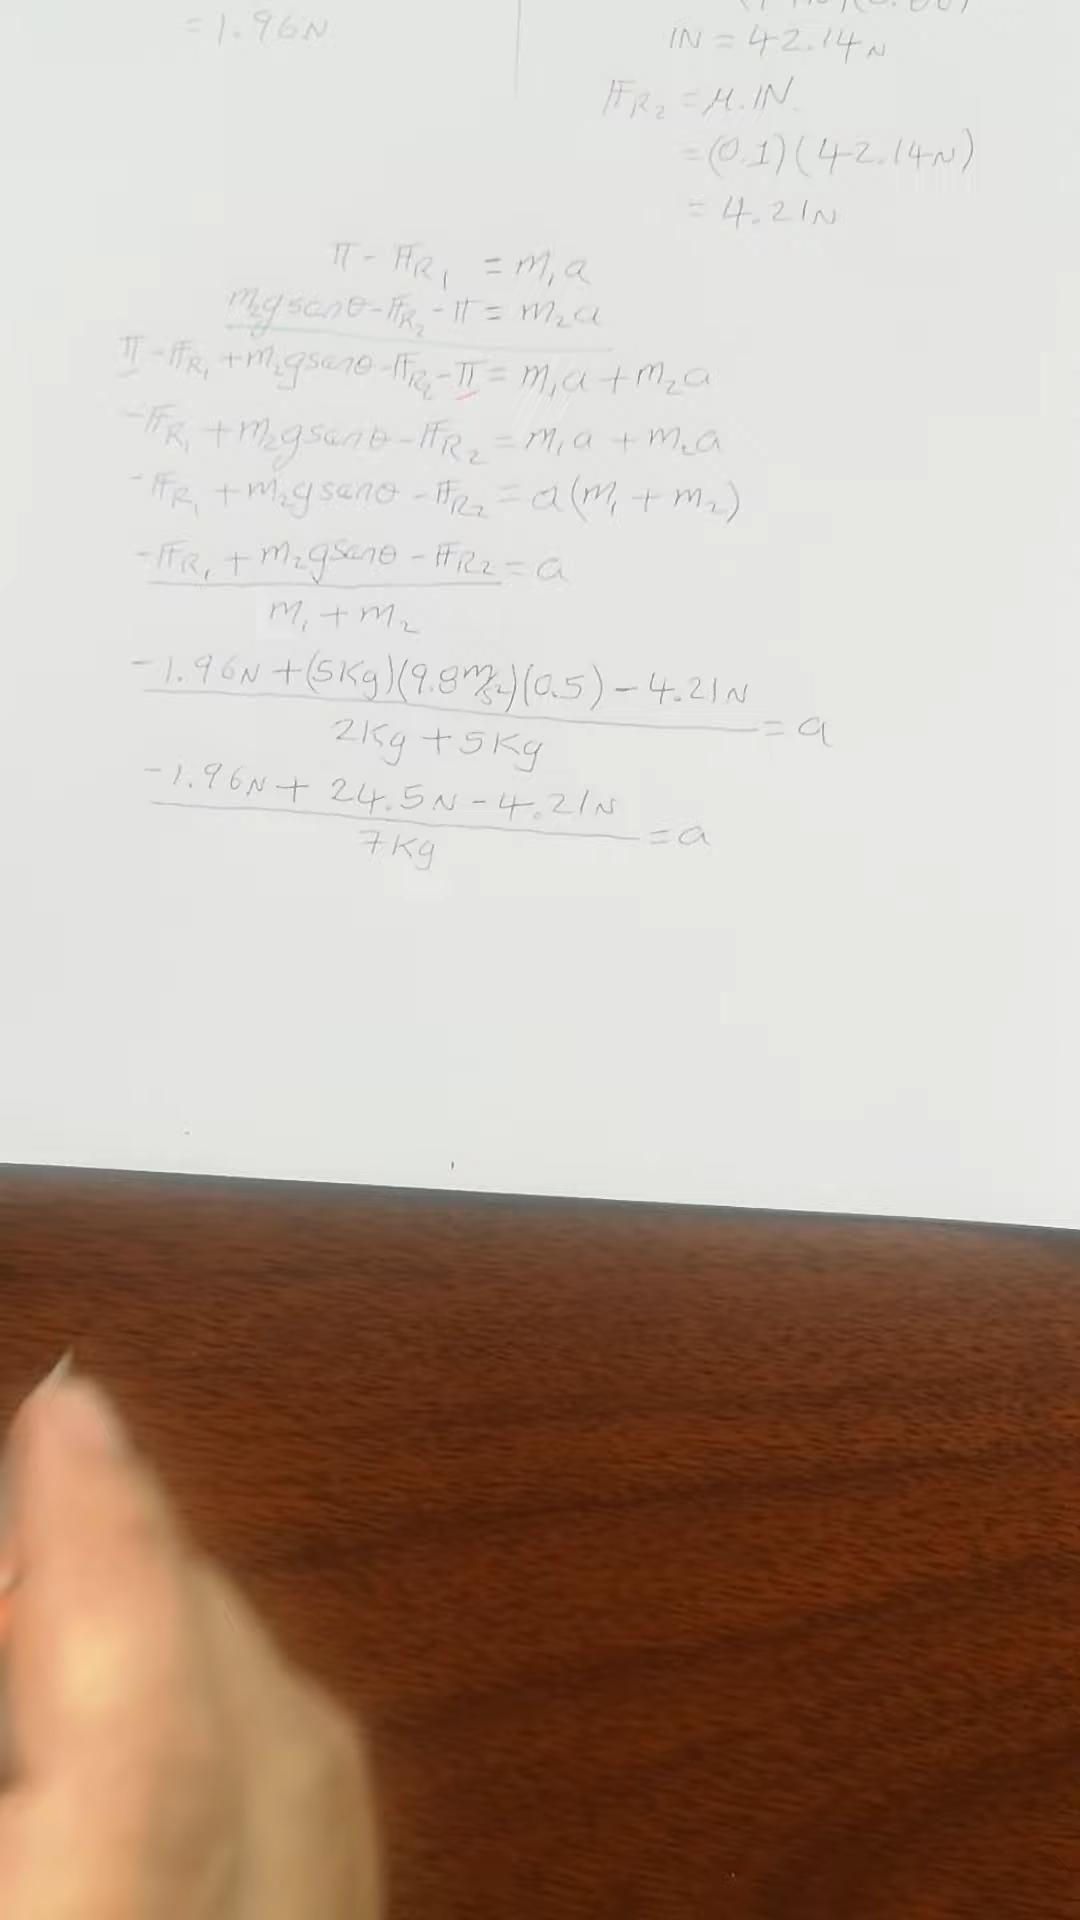 = 1.96N
IN = 42.14N
FR2 = μ.IN
= (0.1)(42.14N)
= 4.21N
T - FR1 = m1a
m2gsenθ - FR2 - T = m2a
T - FR1 + m2gsenθ - FR2 - T = m1a + m2a
-FR1 + m2gsenθ - FR2 = m1a + m2a
-FR1 + m2gsenθ - FR2 = a(m1 + m2)
-FR1 + m2gsenθ - FR2 = a
m1 + m2
-1.96N + (5Kg)(9.8m/s2)(0.5) - 4.21N
= a
2Kg + 5Kg
-1.96N + 24.5N - 4.21N
= a
7Kg